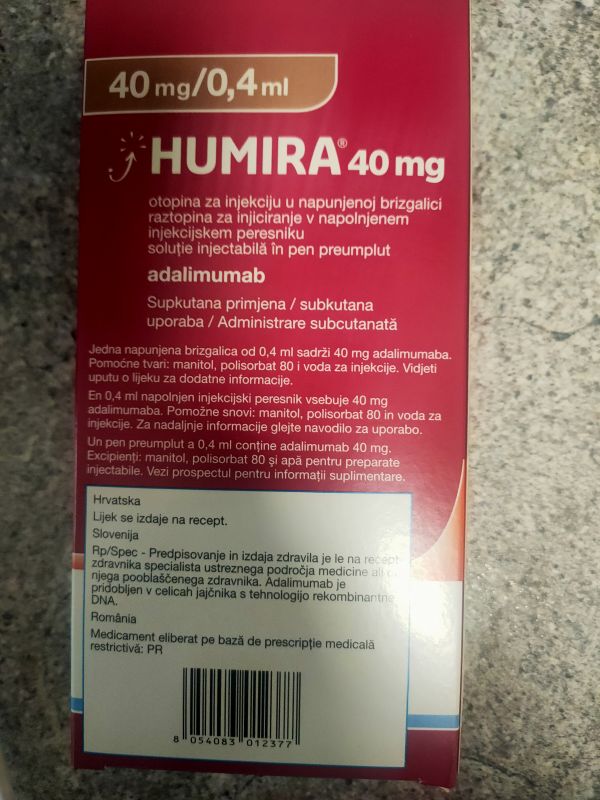 40 mg/0,4 ml
HUMIRA® 40 mg
otopina za injekciju u napunjenoj brizgalici
raztopina za injiciranje v napolnjenem
injekcijskem peresniku
soluție injectabilă în pen preumplut
adalimumab
Supkutana primjena / subkutana
uporaba / Administrare subcutanată
Jedna napunjena brizgalica od 0,4 ml sadrži 40 mg adalimumaba.
Pomoćne tvari: manitol, polisorbat 80 i voda za injekcije. Vidjeti
uputu o lijeku za dodatne informacije.
En 0,4 ml napolnjen injekcijski peresnik vsebuje 40 mg
adalimumaba. Pomožne snovi: manitol, polisorbat 80 in voda za
injekcije. Za nadaljnje informacije glejte navodilo za uporabo.
Un pen preumplut a 0,4 ml conține adalimumab 40 mg.
Excipienți: manitol, polisorbat 80 și apă pentru preparate
injectabile. Vezi prospectul pentru informații suplimentare.
Hrvatska
Lijek se izdaje na recept.
Slovenija
Rp/Spec - Predpisovanje in izdaja zdravila je le na recept
zdravnika specialista ustreznega področja medicine ali
njega pooblaščenega zdravnika. Adalimumab je
pridobljen v celicah jajčnika s tehnologijo rekombinantne
DNA.
România
Medicament eliberat pe bază de prescripție medicală
restrictivă: PR
8 054083 012377